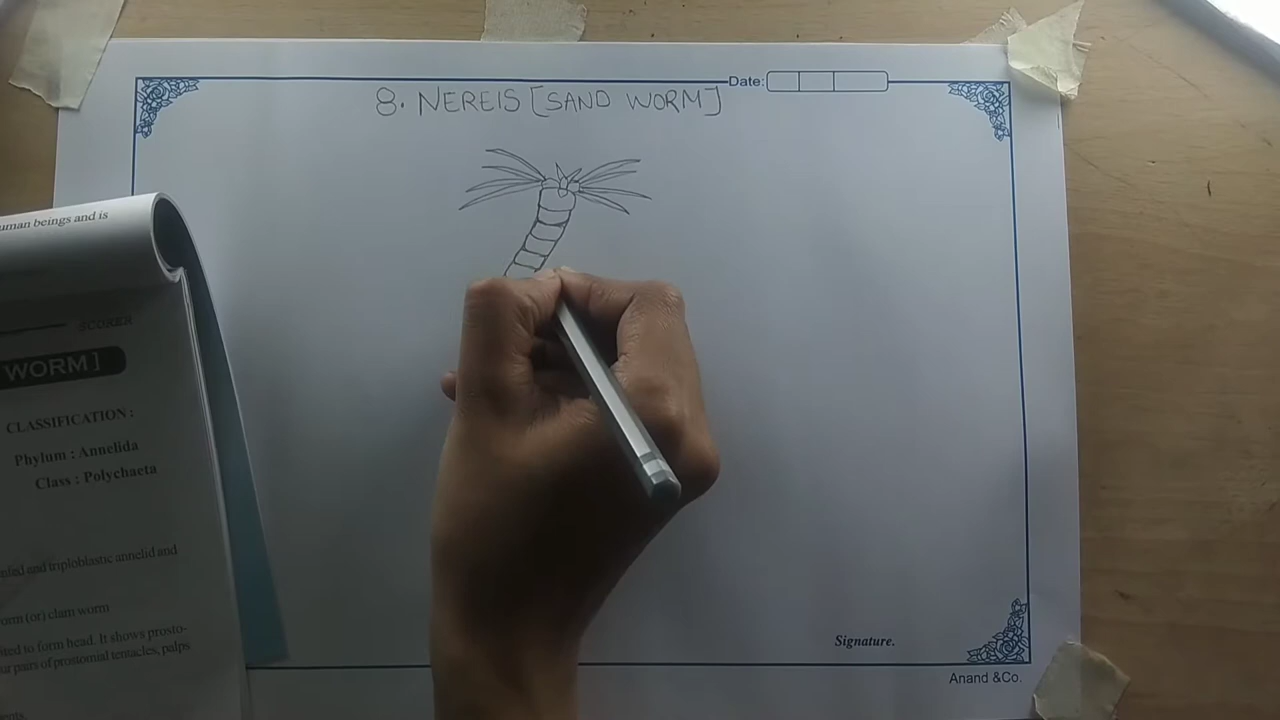 Date:
8. NEREIS [SAND WORM]
uman beings and is
SCORER
WORM]
CLASSIFICATION :
Phylum : Annelida
Class : Polychaeta
and triploblastic annelid and
orm (or) clam worm
ited to form head. It shows prosto-
ur pairs of prostomial tentacles, palps
Signature.
Anand &Co.